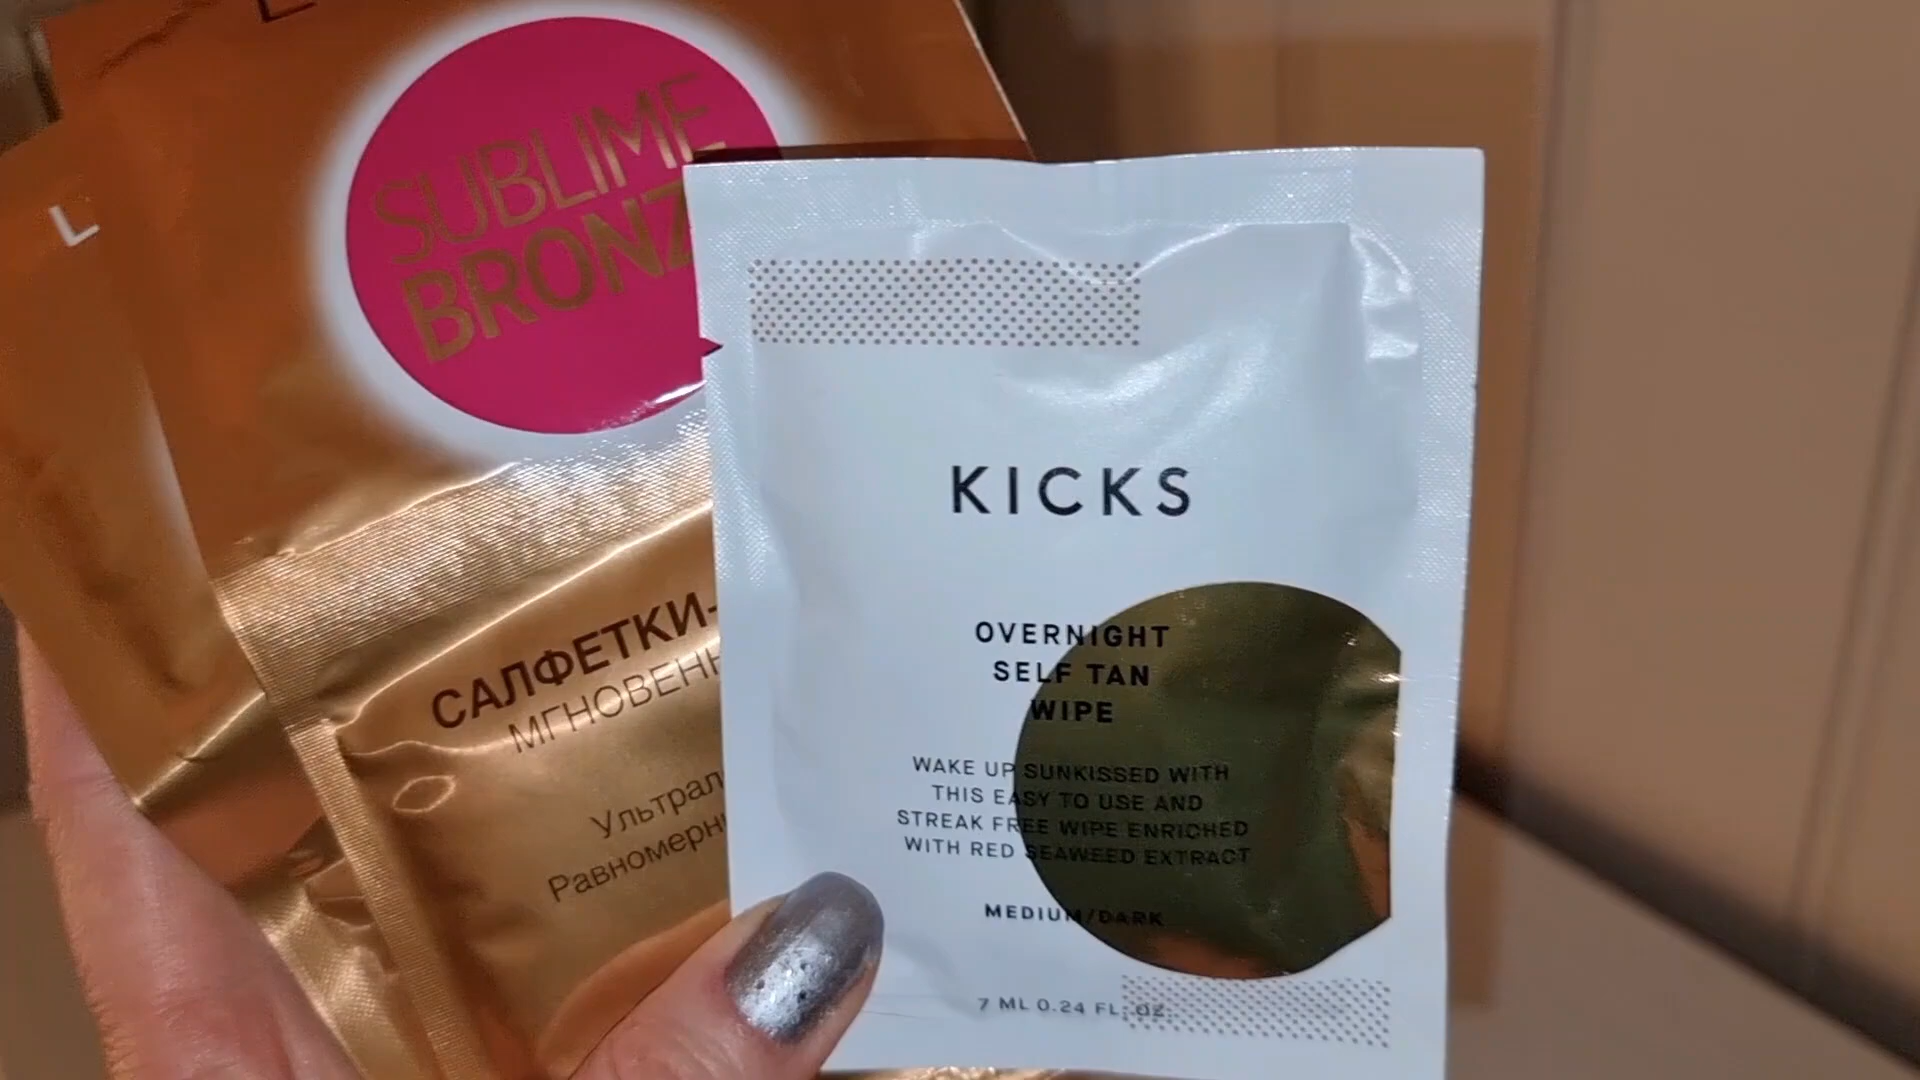 L
L
SUBLIME
BRONZ
САЛФЕТКИ-
МГНОВЕНН
Ультрал
Равномерн
KICKS
OVERNIGHT
SELF TAN
WIPE
WAKE UP SUNKISSED WITH
THIS EASY TO USE AND
STREAK FREE WIPE ENRICHED
WITH RED SEAWEED EXTRACT
MEDIUM/DARK
7 ML 0.24 FL. OZ.